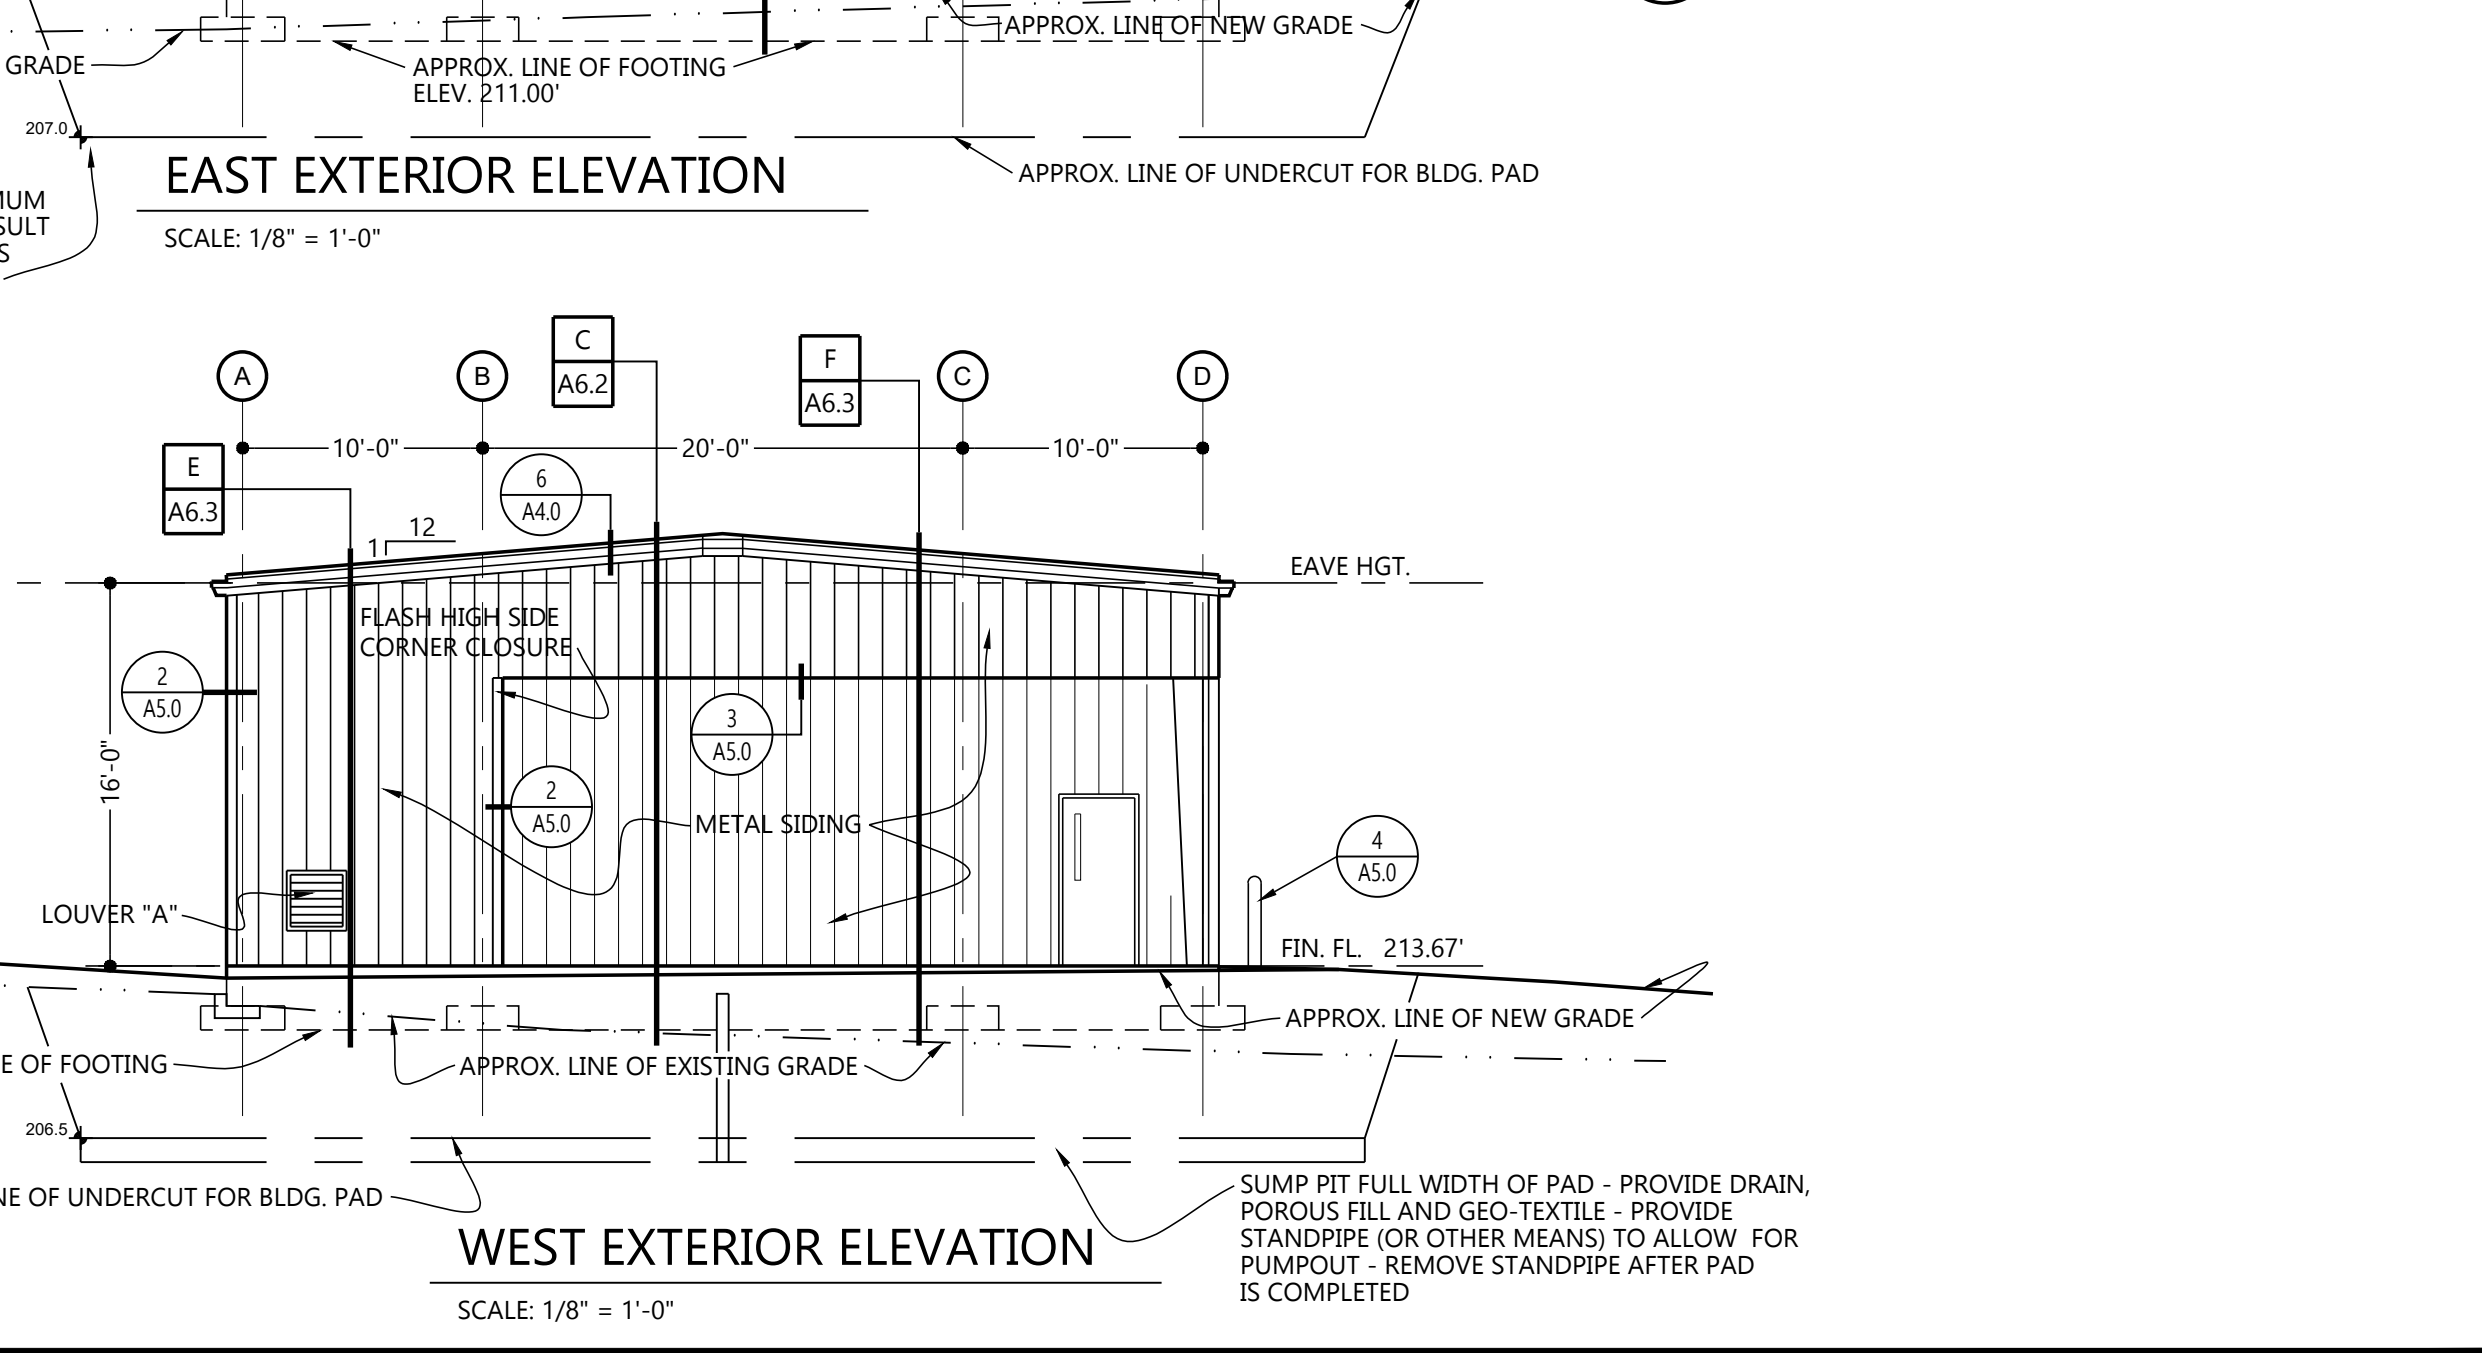 APPROX. LINE OF NEW GRADE
GRADE
APPROX. LINE OF FOOTING
ELEV. 211.00'
207.0
EAST EXTERIOR ELEVATION
APPROX. LINE OF UNDERCUT FOR BLDG. PAD
SCALE: 1/8" = 1'-0"
MUM
SULT
S
C
A6.2
F
A6.3
A
B
C
D
10'-0"
20'-0"
10'-0"
E
A6.3
6
A4.0
12
1
EAVE HGT.
FLASH HIGH SIDE
CORNER CLOSURE
2
A5.0
3
A5.0
16'-0"
2
A5.0
METAL SIDING
4
A5.0
LOUVER "A"
FIN. FL. 213.67'
APPROX. LINE OF NEW GRADE
E OF FOOTING
APPROX. LINE OF EXISTING GRADE
206.5
NE OF UNDERCUT FOR BLDG. PAD
SUMP PIT FULL WIDTH OF PAD - PROVIDE DRAIN,
POROUS FILL AND GEO-TEXTILE - PROVIDE
STANDPIPE (OR OTHER MEANS) TO ALLOW FOR
PUMPOUT - REMOVE STANDPIPE AFTER PAD
IS COMPLETED
WEST EXTERIOR ELEVATION
SCALE: 1/8" = 1'-0"